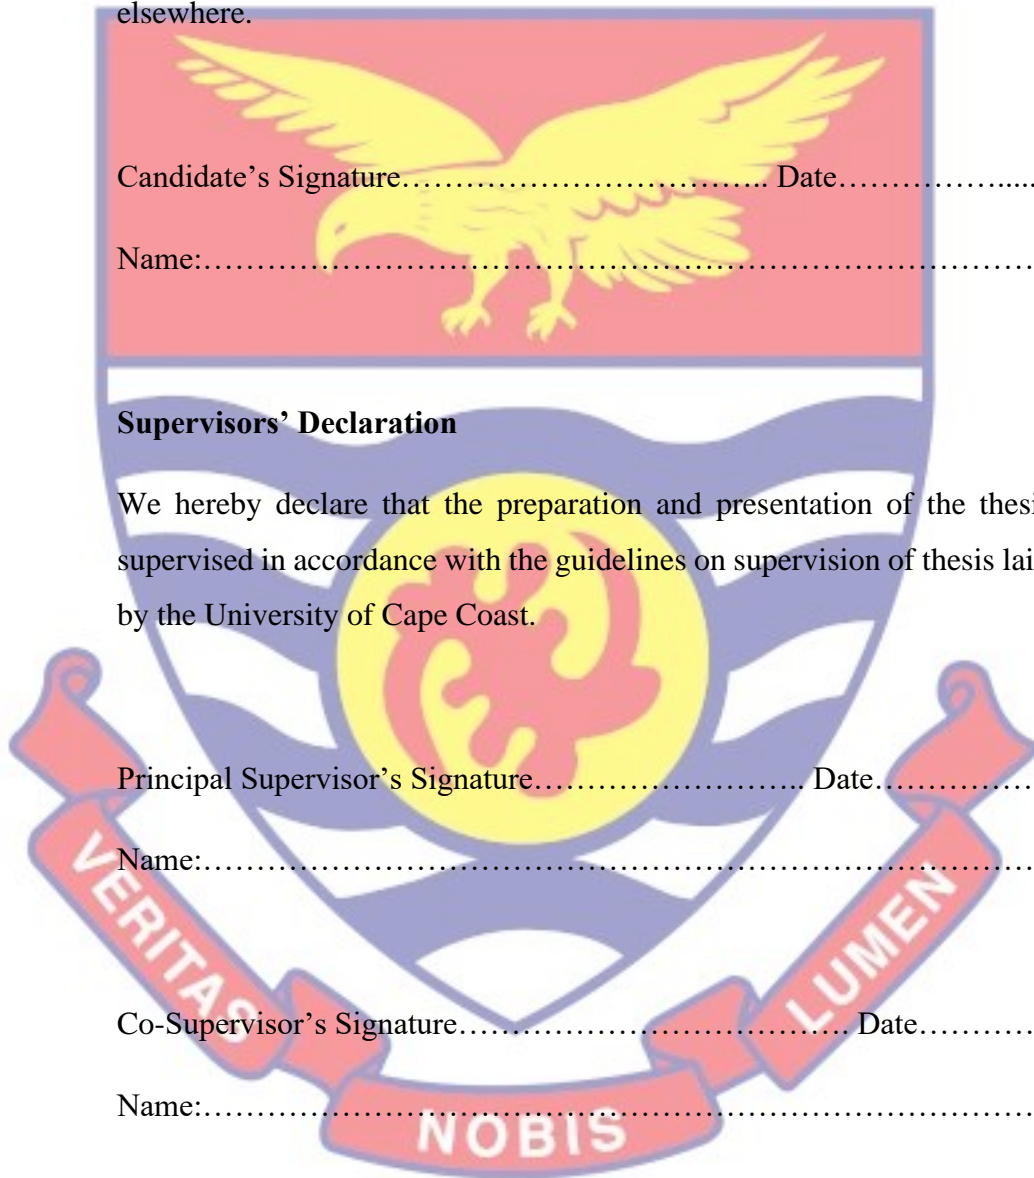 elsewhere.
Candidate’s Signature…………………………….. Date…………….....
Name:……………………………………………………………………
Supervisors’ Declaration
We hereby declare that the preparation and presentation of the thesi
supervised in accordance with the guidelines on supervision of thesis lai
by the University of Cape Coast.
Principal Supervisor’s Signature…………………….. Date……………
Name:……………………………………………………………………
Co-Supervisor’s Signature………………………………. Date…………
Name:……………………………………………………………………
VERITAS
NOBIS
LUMEN